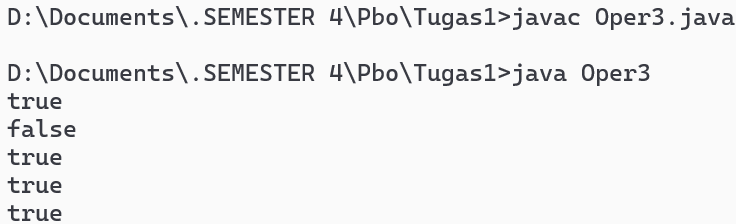 D:\Documents\.SEMESTER 4\Pbo\Tugas1>javac Oper3.java
D:\Documents\.SEMESTER 4\Pbo\Tugas1>java Oper3
true
false
true
true
true